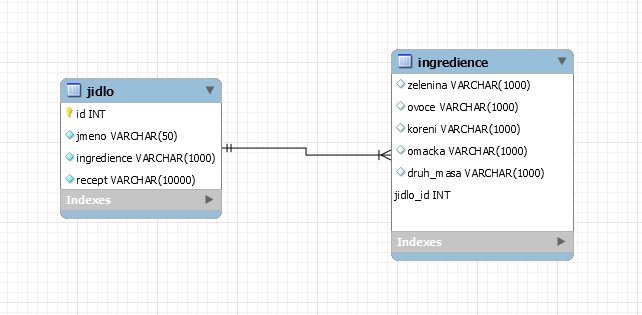 jidlo
id INT
jmeno VARCHAR(50)
ingredience VARCHAR(1000)
recept VARCHAR(10000)
Indexes
ingredience
zelenina VARCHAR(1000)
ovoce VARCHAR(1000)
koreni VARCHAR(1000)
omacka VARCHAR(1000)
druh_masa VARCHAR(1000)
jidlo_id INT
Indexes